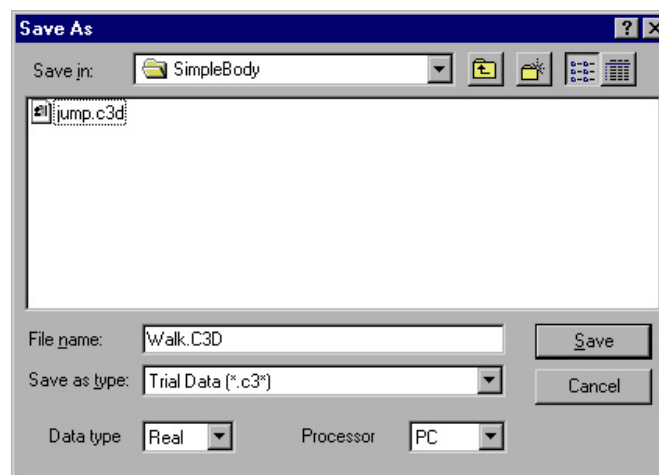 Save As
Save in: SimpleBody
jump.c3d
File name: Walk.C3D Save
Save as type: Trial Data (*.c3*) Cancel
Data type Real Processor PC